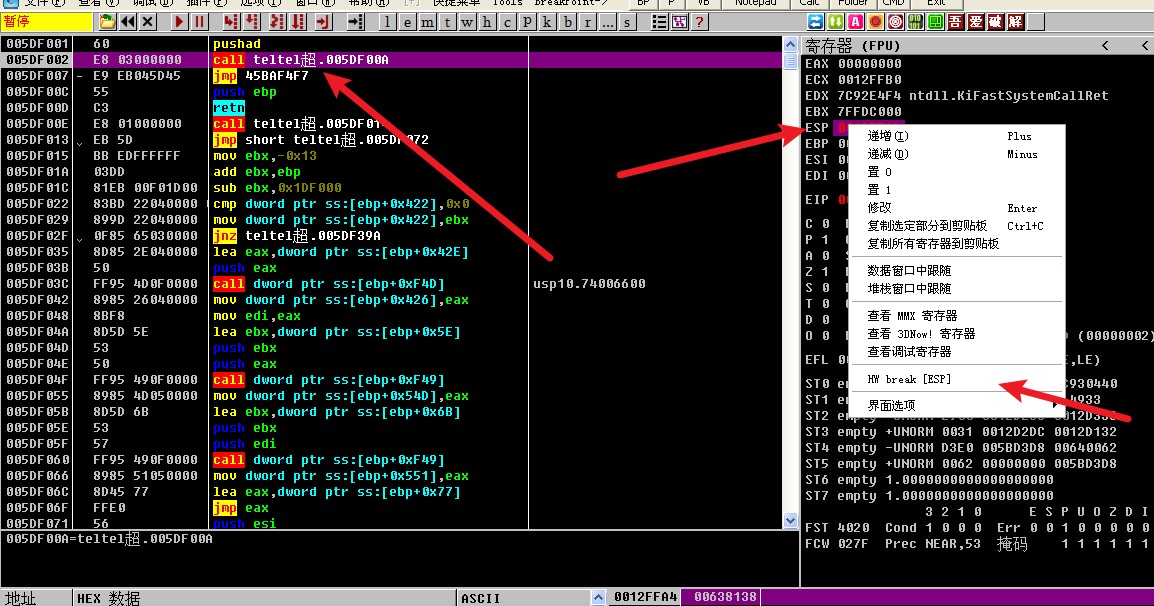 快捷菜单 Tools BreakPoint->
BP P VB Notepad Calc Folder CMD Exit
暂停
l e m t w h c p k b r ... s ?
吾 爱 破 解
005DF001 60 pushad
005DF002 E8 03000000 call teltel超.005DF00A
005DF007 - E9 EB045D45 jmp 45BAF4F7
005DF00C 55 push ebp
005DF00D C3 retn
005DF00E E8 01000000 call teltel超.005DF01
005DF013 EB 5D jmp short teltel超.005DF072
005DF015 BB EDFFFFFF mov ebx,-0x13
005DF01A 03DD add ebx,ebp
005DF01C 81EB 00F01D00 sub ebx,0x1DF000
005DF022 83BD 22040000 cmp dword ptr ss:[ebp+0x422],0x0
005DF029 899D 22040000 mov dword ptr ss:[ebp+0x422],ebx
005DF02F 0F85 65030000 jnz teltel超.005DF39A
005DF035 8D85 2E040000 lea eax,dword ptr ss:[ebp+0x42E]
005DF03B 50 push eax
005DF03C FF95 4D0F0000 call dword ptr ss:[ebp+0xF4D] usp10.74006600
005DF042 8985 26040000 mov dword ptr ss:[ebp+0x426],eax
005DF048 8BF8 mov edi,eax
005DF04A 8D5D 5E lea ebx,dword ptr ss:[ebp+0x5E]
005DF04D 53 push ebx
005DF04E 50 push eax
005DF04F FF95 490F0000 call dword ptr ss:[ebp+0xF49]
005DF055 8985 4D050000 mov dword ptr ss:[ebp+0x54D],eax
005DF05B 8D5D 6B lea ebx,dword ptr ss:[ebp+0x6B]
005DF05E 53 push ebx
005DF05F 57 push edi
005DF060 FF95 490F0000 call dword ptr ss:[ebp+0xF49]
005DF066 8985 51050000 mov dword ptr ss:[ebp+0x551],eax
005DF06C 8D45 77 lea eax,dword ptr ss:[ebp+0x77]
005DF06F FFE0 jmp eax
005DF071 56 push esi
005DF00A=teltel超.005DF00A
地址 HEX 数据 ASCII
0012FFA4 00638138
寄存器 (FPU) < <
EAX 00000000
ECX 0012FFB0
EDX 7C92E4F4 ntdll.KiFastSystemCallRet
EBX 7FFDC000
ESP
EBP
ESI
EDI
EIP
C 0
P 1
A 0
Z 1
S 0
T 0
D 0
O 0 (00000002)
EFL ,LE)
递增(I) Plus
递减(D) Minus
置 0
置 1
修改 Enter
复制选定部分到剪贴板 Ctrl+C
复制所有寄存器到剪贴板
数据窗口中跟随
堆栈窗口中跟随
查看 MMX 寄存器
查看 3DNow! 寄存器
查看调试寄存器
HW break [ESP]
界面选项
ST0
ST1
ST2
ST3 empty +UNORM 0031 0012D2DC 0012D132
ST4 empty -UNORM D3E0 005BD3D8 00640062
ST5 empty +UNORM 0062 00000000 005BD3D8
ST6 empty 1.0000000000000000000
ST7 empty 1.0000000000000000000
3 2 1 0 E S P U O Z D I
FST 4020 Cond 1 0 0 0 Err 0 0 1 0 0 0 0 0
FCW 027F Prec NEAR,53 掩码 1 1 1 1 1 1